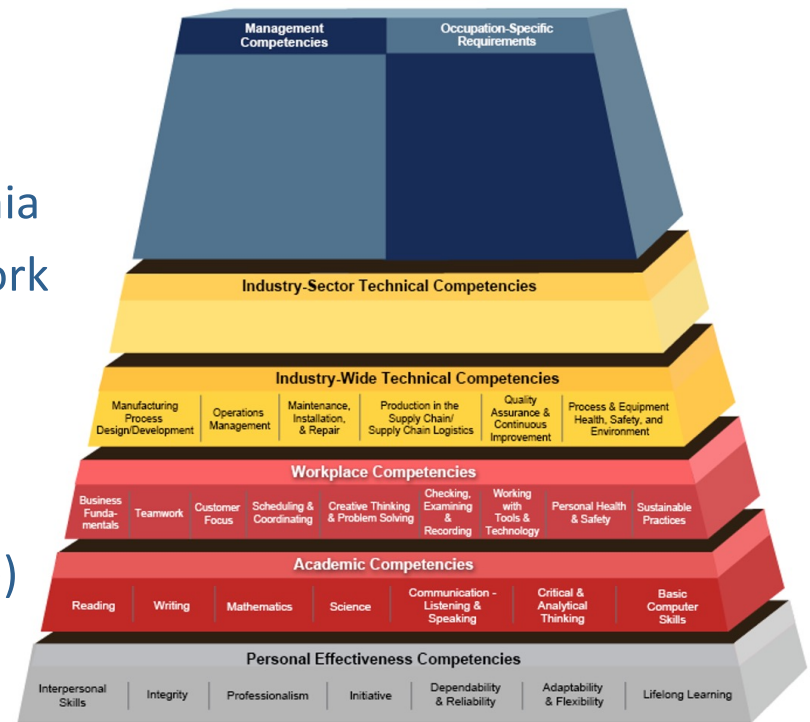 Management
Competencies
Occupation-Specific
Requirements
nia
ork
)
Industry-Sector Technical Competencies
Industry-Wide Technical Competencies
Manufacturing
Process
Design/Development
Operations
Management
Maintenance,
Installation,
& Repair
Production in the
Supply Chain/
Supply Chain Logistics
Quality
Assurance &
Continuous
Improvement
Process & Equipment
Health, Safety, and
Environment
Workplace Competencies
Business
Funda-
mentals
Teamwork
Customer
Focus
Scheduling &
Coordinating
Creative Thinking
& Problem Solving
Checking,
Examining
&
Recording
Working
with
Tools &
Technology
Personal Health
& Safety
Sustainable
Practices
Academic Competencies
Reading
Writing
Mathematics
Science
Communication -
Listening &
Speaking
Critical &
Analytical
Thinking
Basic
Computer
Skills
Personal Effectiveness Competencies
Interpersonal
Skills
Integrity
Professionalism
Initiative
Dependability
& Reliability
Adaptability
& Flexibility
Lifelong Learning